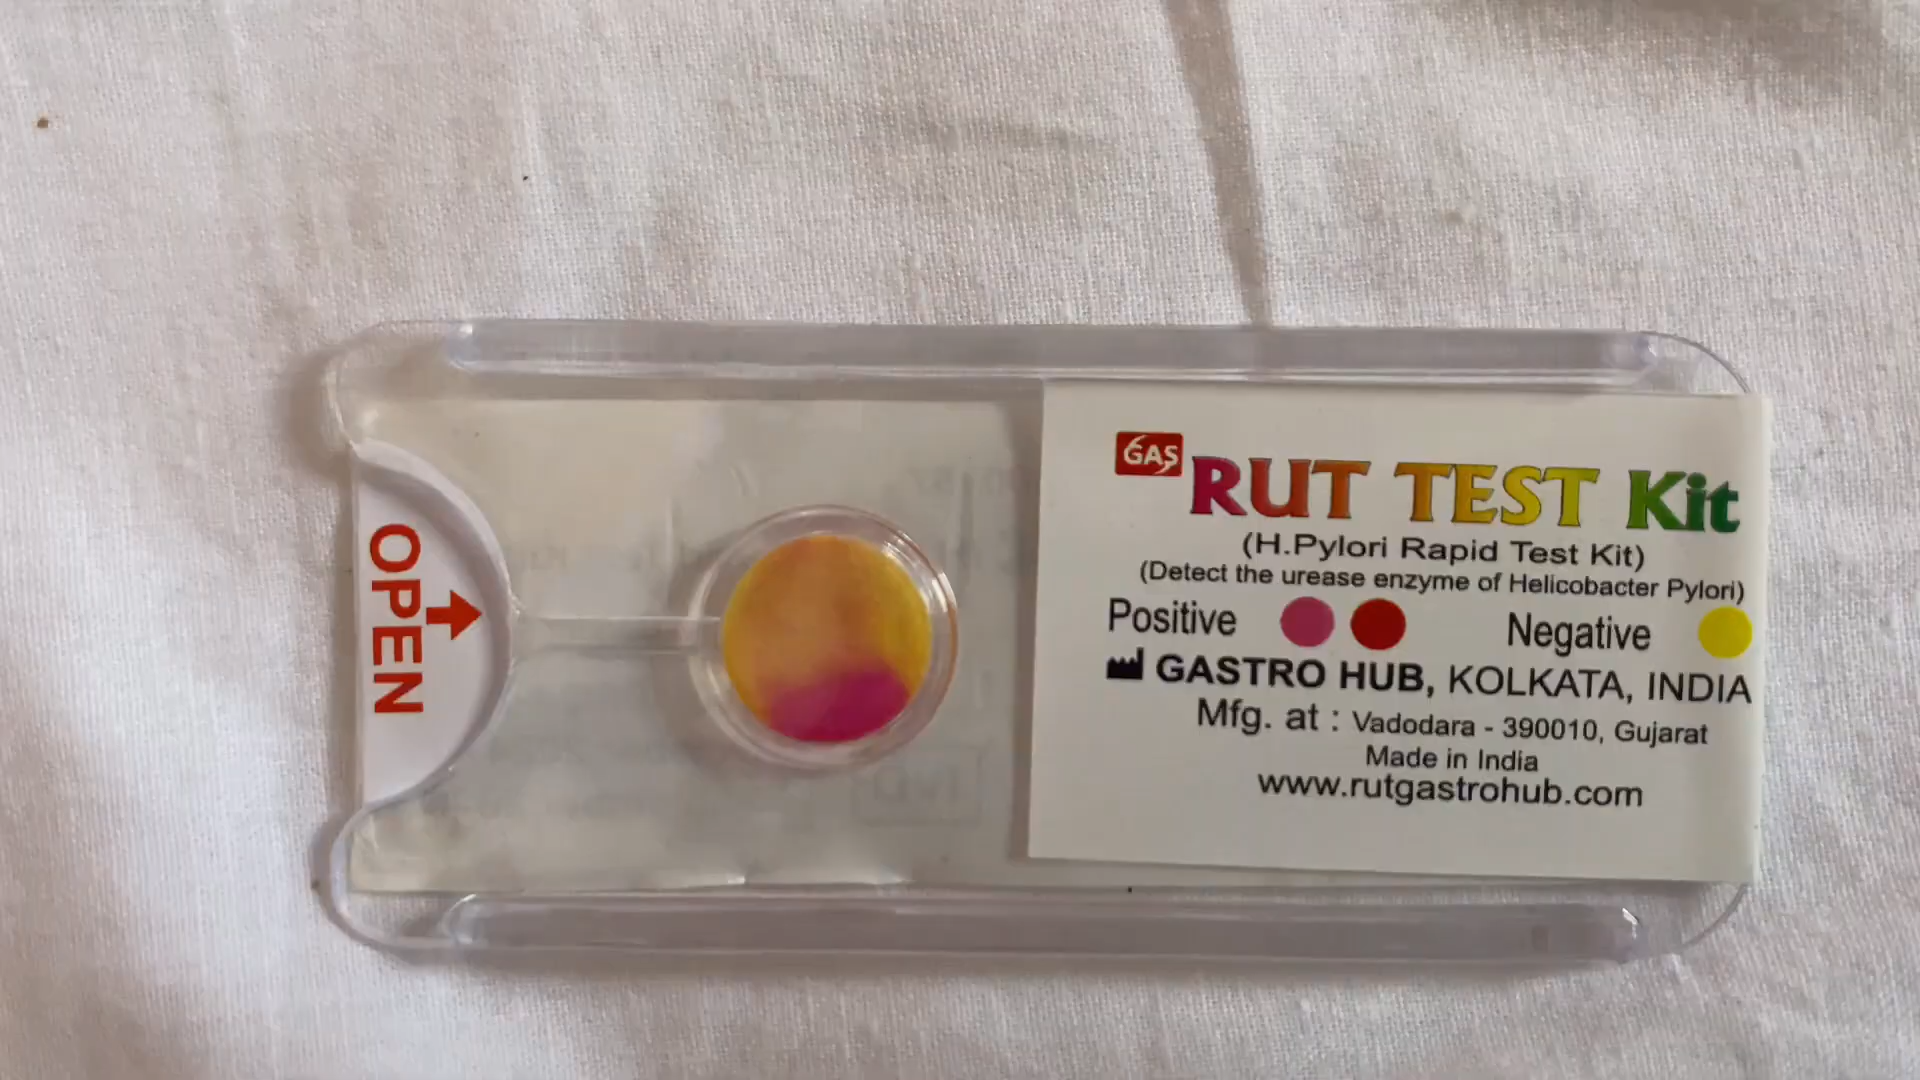 OPEN
GAS
RUT TEST Kit
(H.Pylori Rapid Test Kit)
(Detect the urease enzyme of Helicobacter Pylori)
Positive Negative
GASTRO HUB, KOLKATA, INDIA
Mfg. at : Vadodara - 390010, Gujarat
Made in India
www.rutgastrohub.com